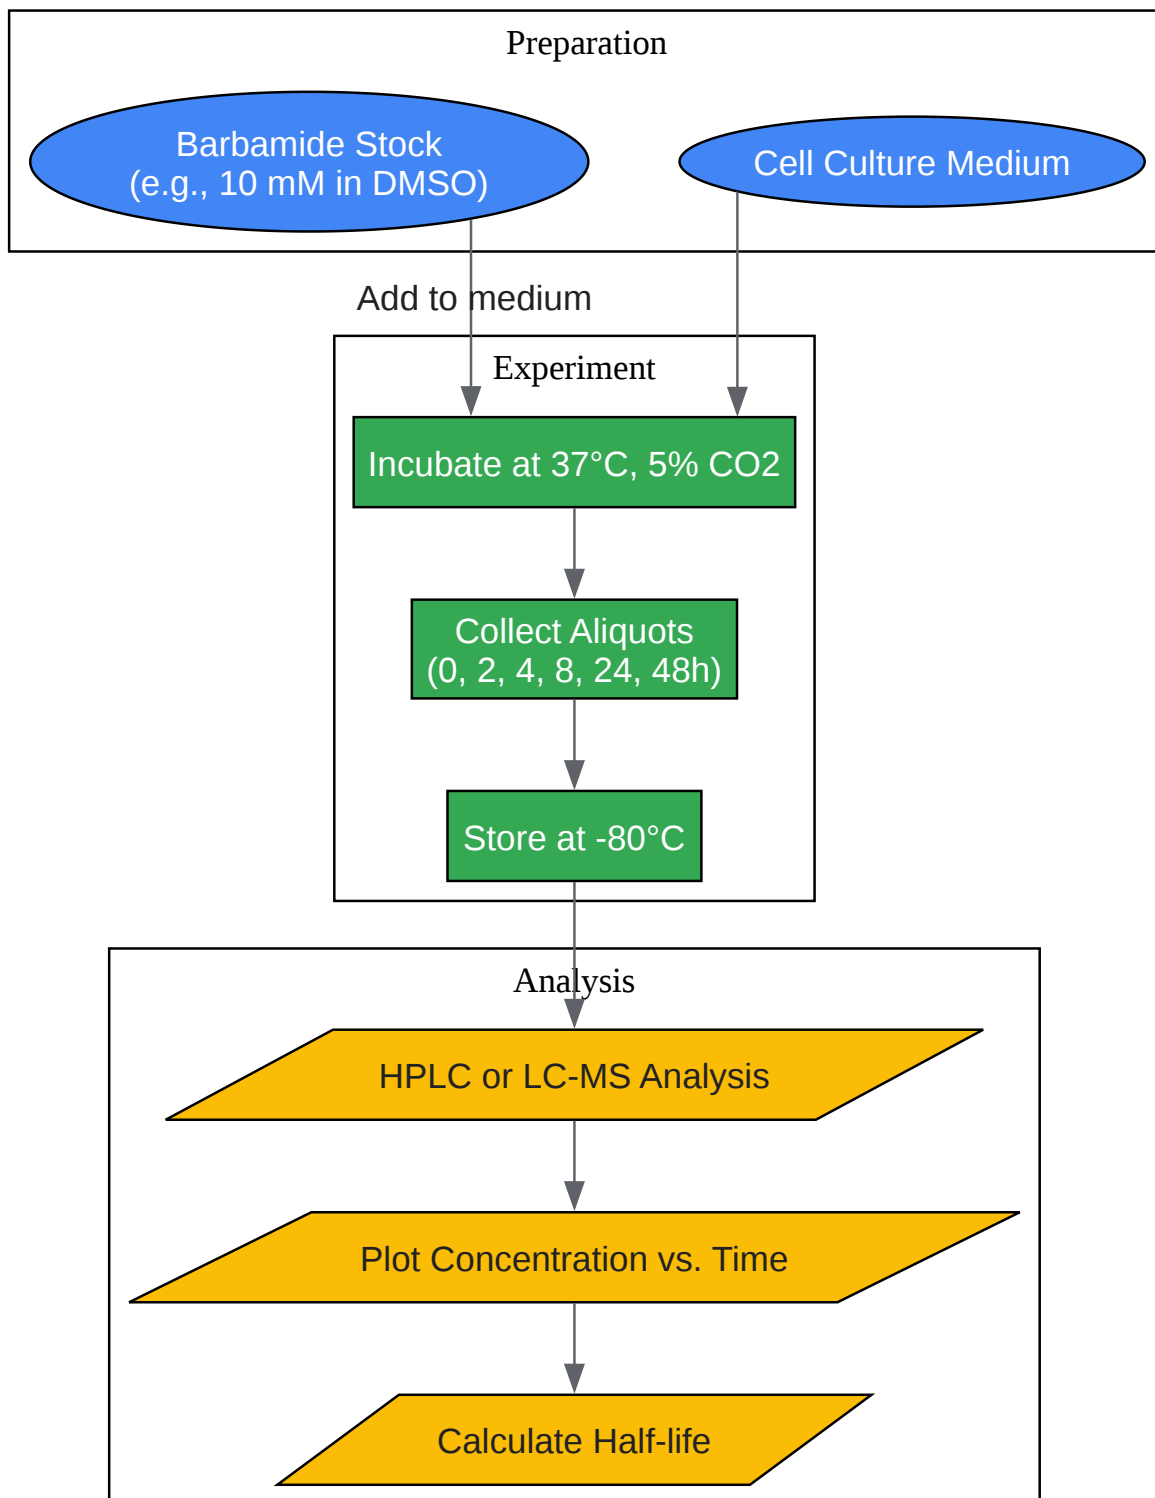 Preparation
Barbamide Stock
(e.g., 10 mM in DMSO)
Cell Culture Medium
Add to medium
Experiment
Incubate at 37°C, 5% CO2
Collect Aliquots
(0, 2, 4, 8, 24, 48h)
Store at -80°C
Analysis
HPLC or LC-MS Analysis
Plot Concentration vs. Time
Calculate Half-life